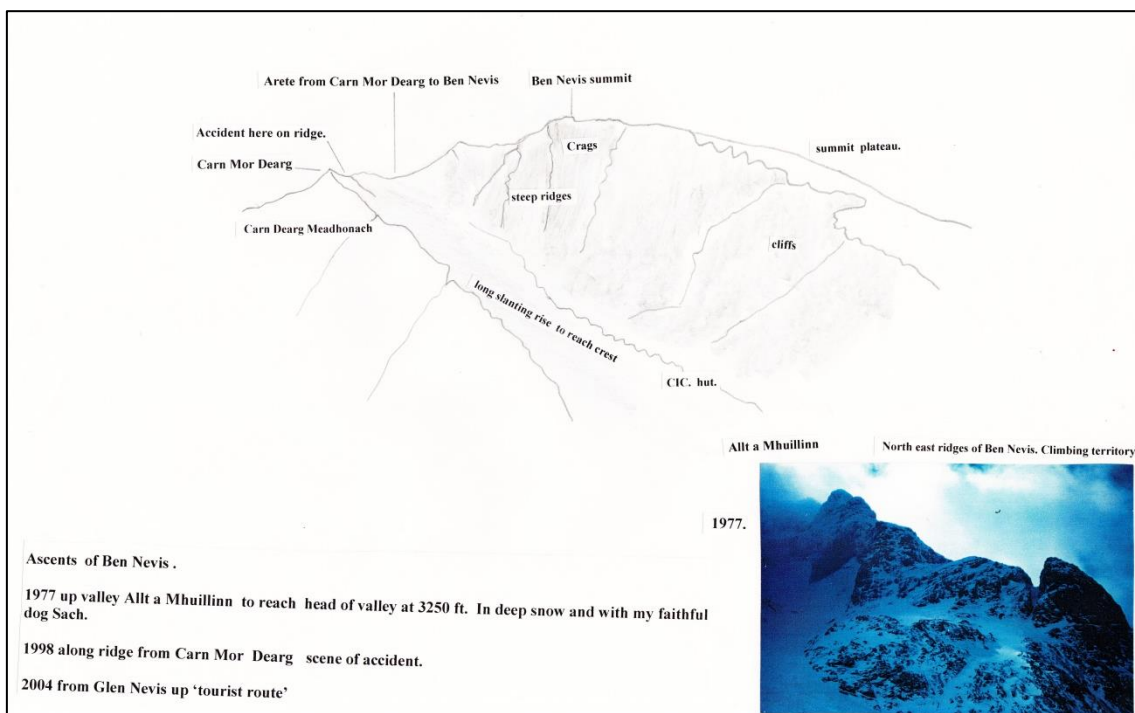 Arete from Carn Mor Dearg to Ben Nevis
Ben Nevis summit
Accident here on ridge.
Crags
summit plateau.
Carn Mor Dearg
steep ridges
Carn Dearg Meadhonach
cliffs
long slanting rise to reach crest
CIC. hut.
Allt a Mhuillinn
North east ridges of Ben Nevis. Climbing territory
1977.
Ascents of Ben Nevis .
1977 up valley Allt a Mhuillinn to reach head of valley at 3250 ft. In deep snow and with my faithful
dog Sach.
1998 along ridge from Carn Mor Dearg scene of accident.
2004 from Glen Nevis up ‘tourist route’